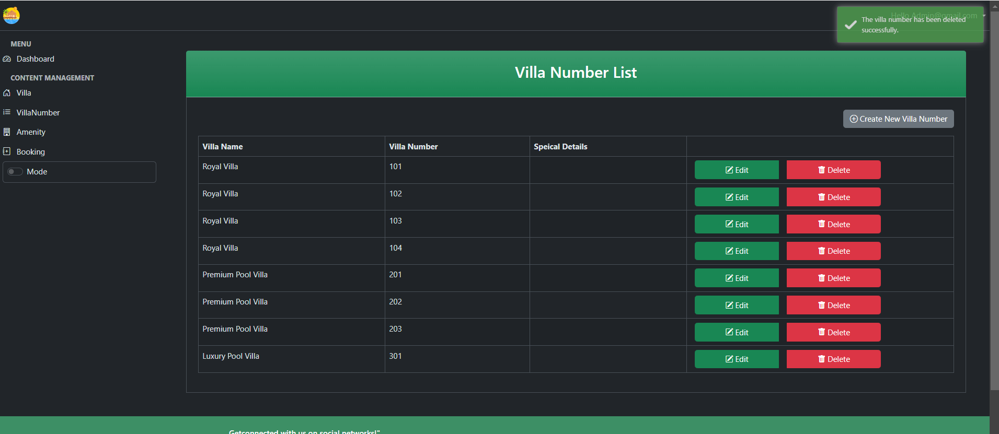 Hello Admin@gmail.com
The villa number has been deleted
successfully.
MENU
Dashboard
CONTENT MANAGEMENT
Villa
VillaNumber
Amenity
Booking
Mode
Villa Number List
Create New Villa Number
Villa Name Villa Number Speical Details
Royal Villa 101 Edit Delete
Royal Villa 102 Edit Delete
Royal Villa 103 Edit Delete
Royal Villa 104 Edit Delete
Premium Pool Villa 201 Edit Delete
Premium Pool Villa 202 Edit Delete
Premium Pool Villa 203 Edit Delete
Luxury Pool Villa 301 Edit Delete
Getconnected with us on social networks!"